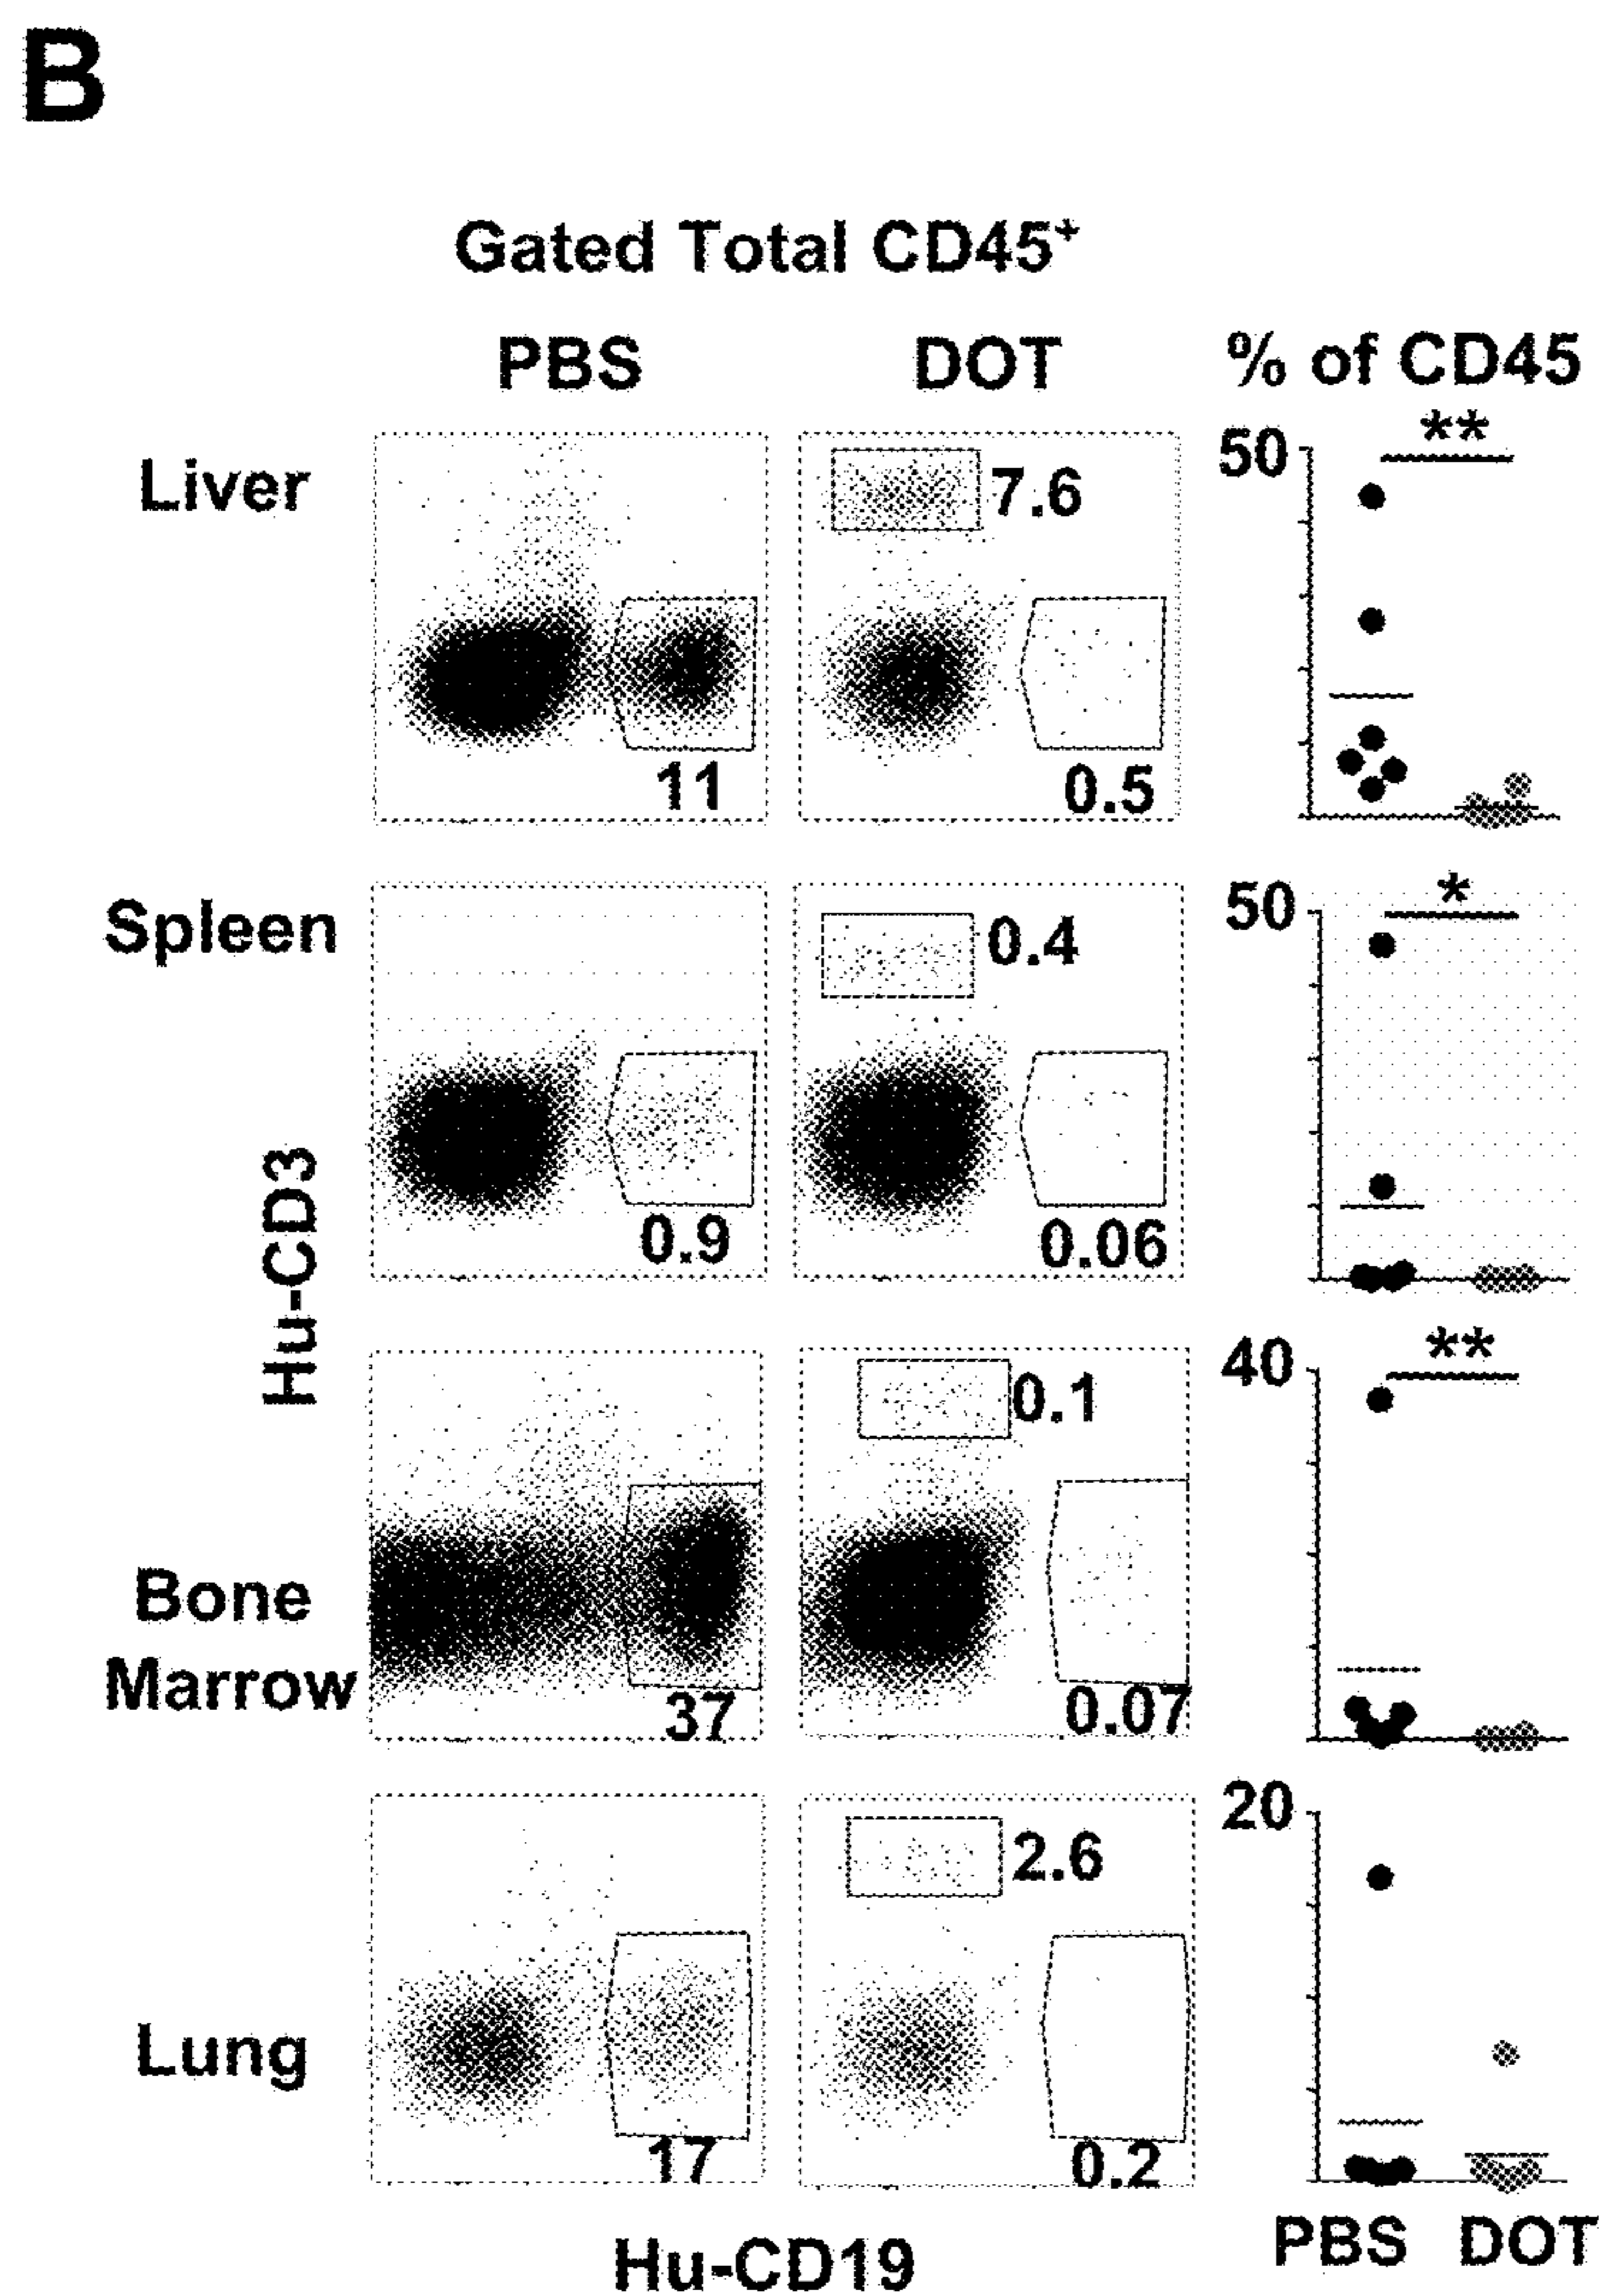 B
Gated Total CD45⁺
PBS DOT % of CD45
Liver 7.6 50 **
11 0.5
Spleen 0.4 50 *
0.9 0.06
Hu-CD3
0.1 40 **
Bone
Marrow
37 0.07
2.6 20
Lung
17 0.2
PBS DOT
Hu-CD19